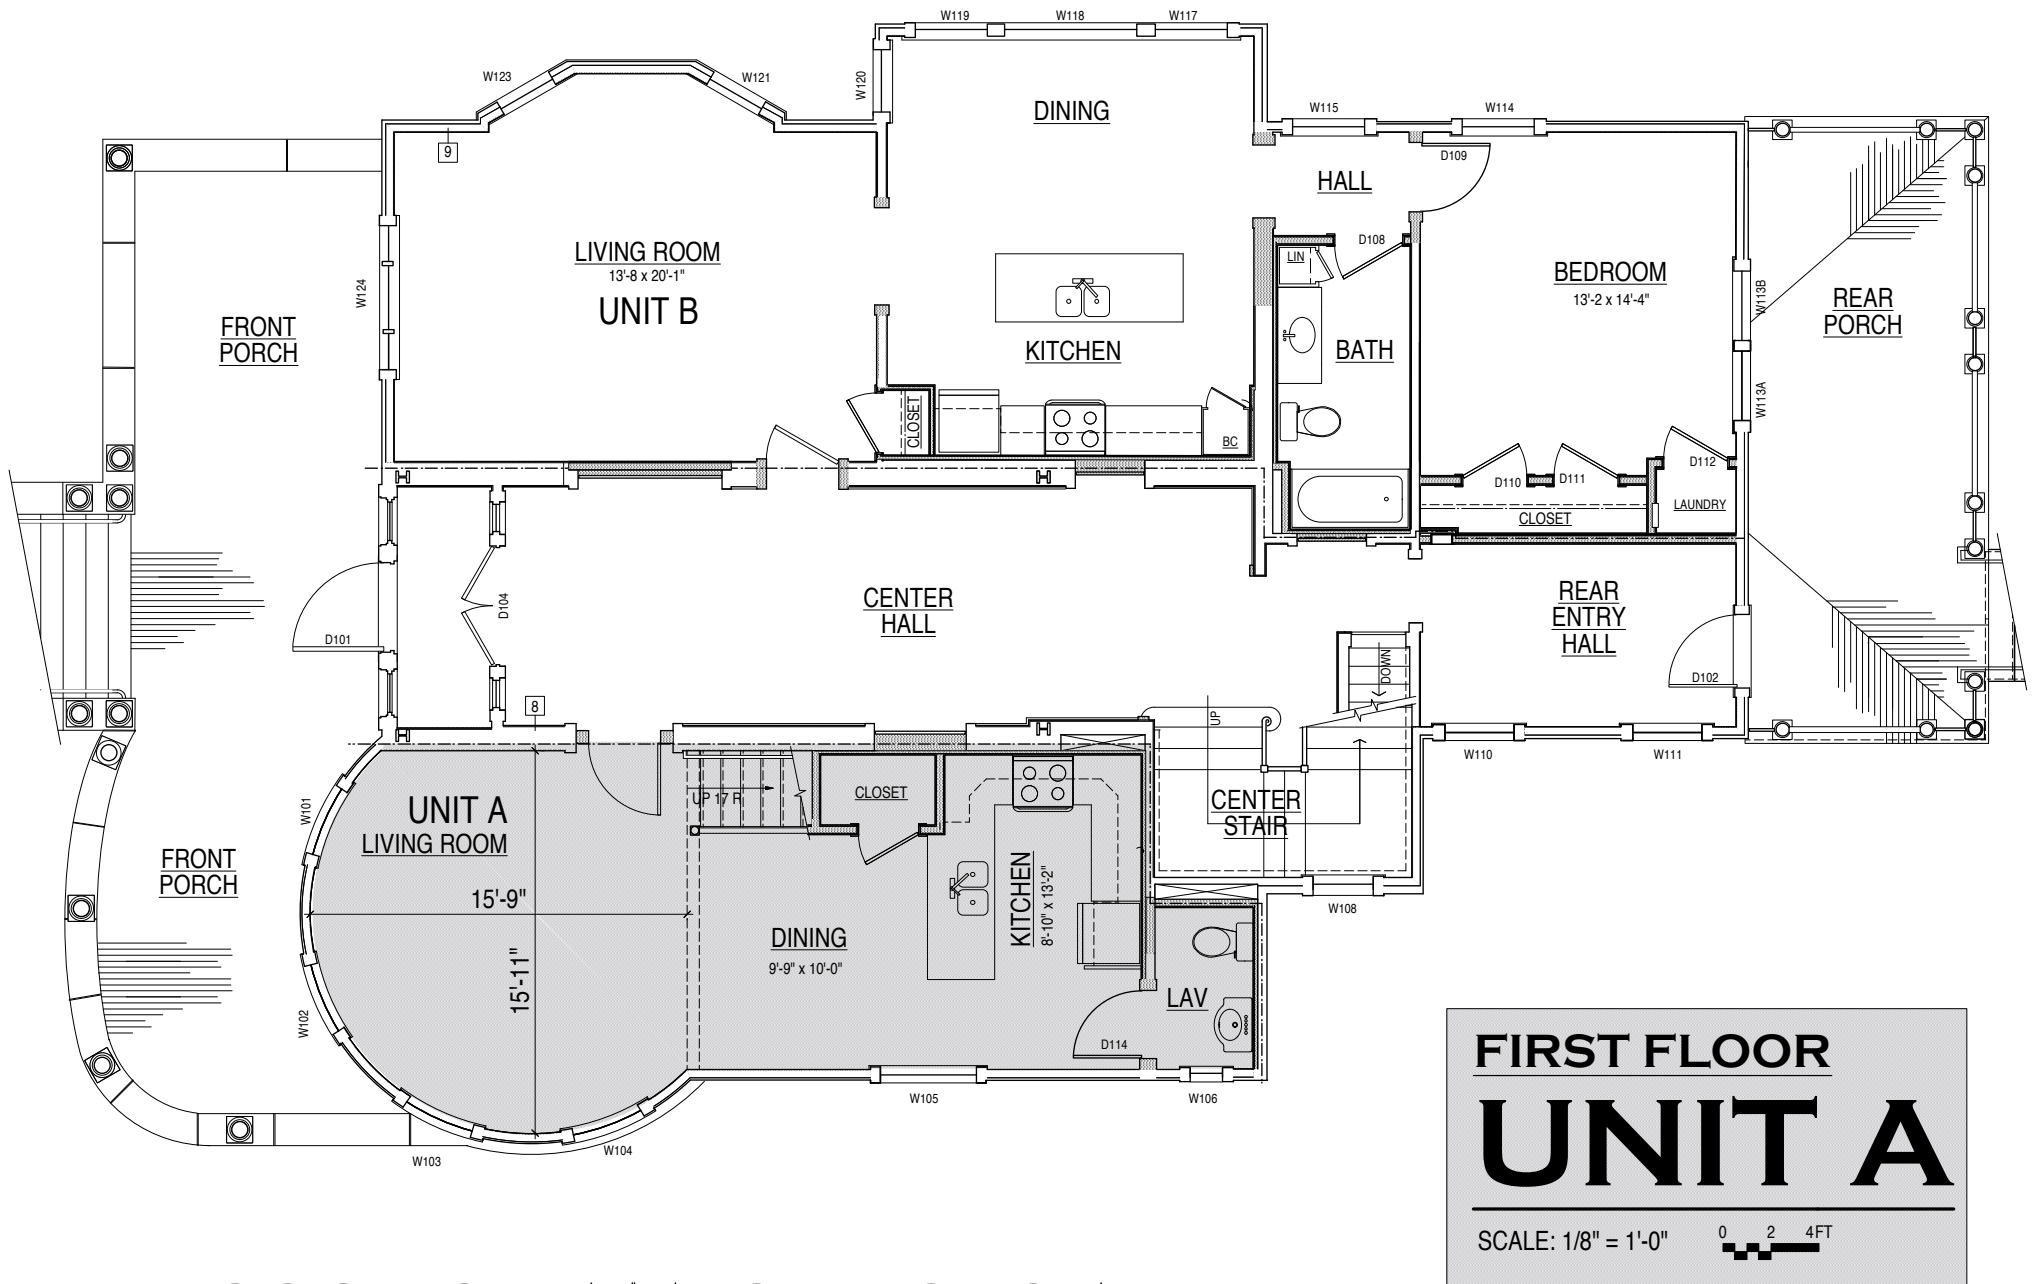 W119
W118
W117
W123
W121
W120
DINING
W115
W114
9
D109
HALL
D108
LIN
LIVING ROOM
13'-8 x 20'-1"
UNIT B
W124
FRONT
PORCH
KITCHEN
BATH
BEDROOM
13'-2 x 14'-4"
W113B
REAR
PORCH
W113A
CLOSET
BC
D110
D111
D112
CLOSET
LAUNDRY
D101
D104
CENTER
HALL
REAR
ENTRY
HALL
DOWN
D102
8
UP
W110
W111
UNIT A
LIVING ROOM
W101
UP 17 R
CLOSET
CENTER
STAIR
FRONT
PORCH
15'-9"
15'-11"
DINING
9'-9" x 10'-0"
KITCHEN
8'-10" x 13'-2"
W108
LAV
D114
W102
W105
W106
W103
W104
FIRST FLOOR
UNIT A
SCALE: 1/8" = 1'-0"
0 2 4FT